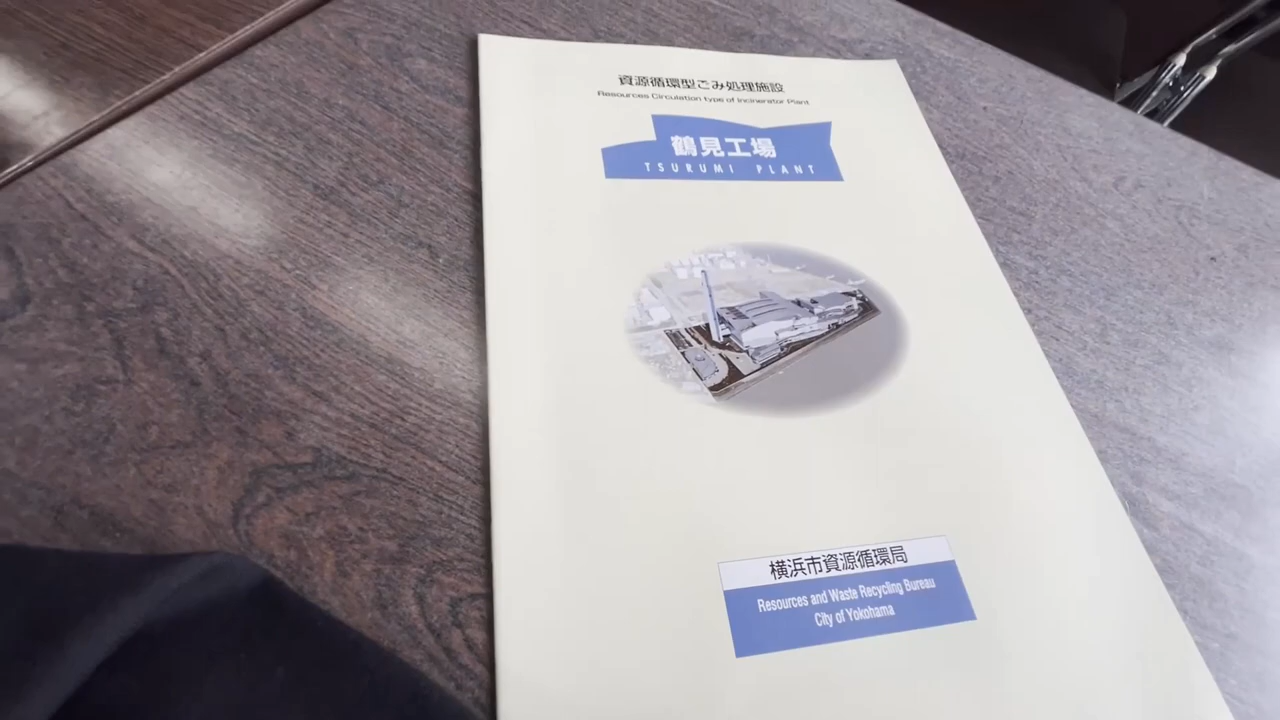 資源循環型ごみ処理施設
Resources Circulation type of Incinerator Plant
鶴見工場
TSURUMI PLANT
横浜市資源循環局
Resources and Waste Recycling Bureau
City of Yokohama